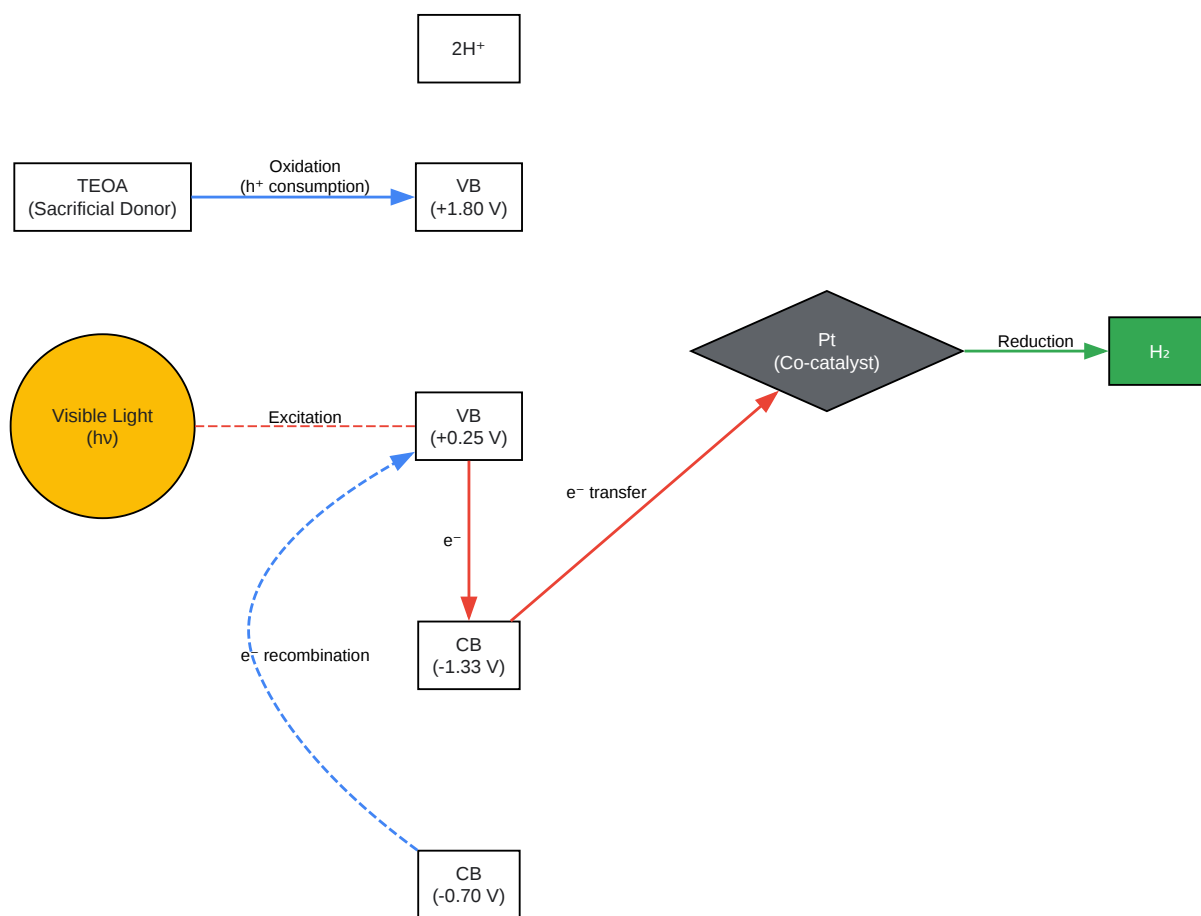 2H⁺
Oxidation
(h⁺ consumption)
TEOA
(Sacrificial Donor)
VB
(+1.80 V)
Pt
(Co-catalyst)
Reduction
H₂
Visible Light
(hν)
Excitation
VB
(+0.25 V)
e⁻ transfer
e⁻
e⁻ recombination
CB
(-1.33 V)
CB
(-0.70 V)